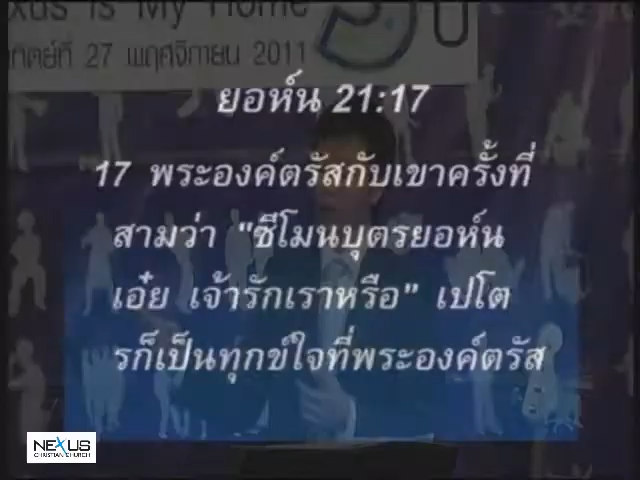 xus is My Home
ทิตย์ที่ 27 พฤศจิกายน 2011
ยอห์น 21:17
17 พระองค์ตรัสกับเขาครั้งที่
สามว่า "ซีโมนบุตรยอห์น
เอ๋ย เจ้ารักเราหรือ" เปโต
รก็เป็นทุกข์ใจที่พระองค์ตรัส
NEXUS
CHRISTIAN CHURCH